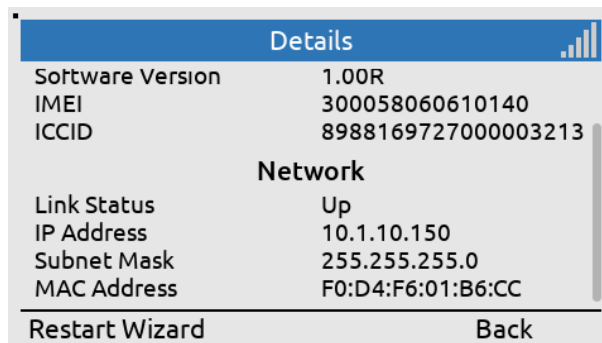 Details
Software Version 1.00R
IMEI 300058060610140
ICCID 8988169727000003213
Network
Link Status Up
IP Address 10.1.10.150
Subnet Mask 255.255.255.0
MAC Address F0:D4:F6:01:B6:CC
Restart Wizard Back